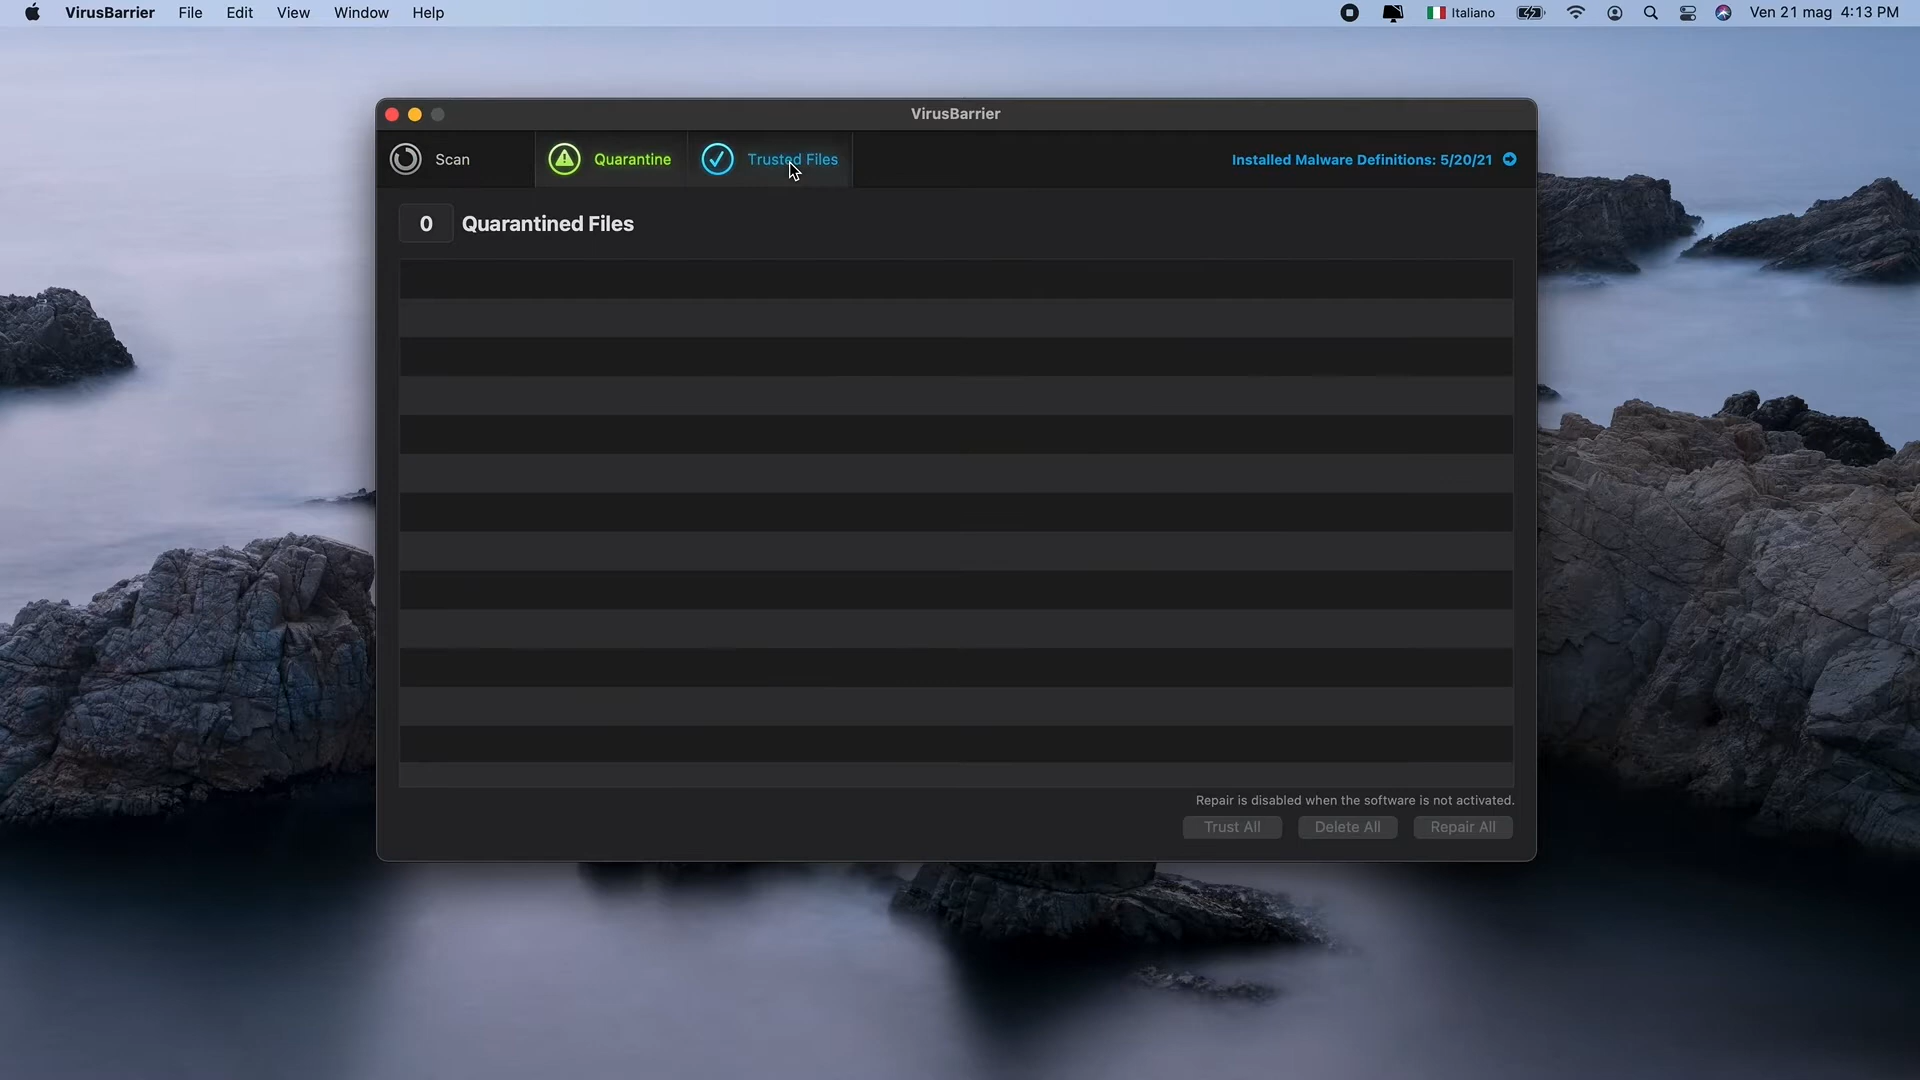 VirusBarrier File Edit View Window Help Italiano Ven 21 mag 4:13 PM
VirusBarrier
Scan Quarantine Trusted Files Installed Malware Definitions: 5/20/21
0 Quarantined Files
Repair is disabled when the software is not activated.
Trust All Delete All Repair All